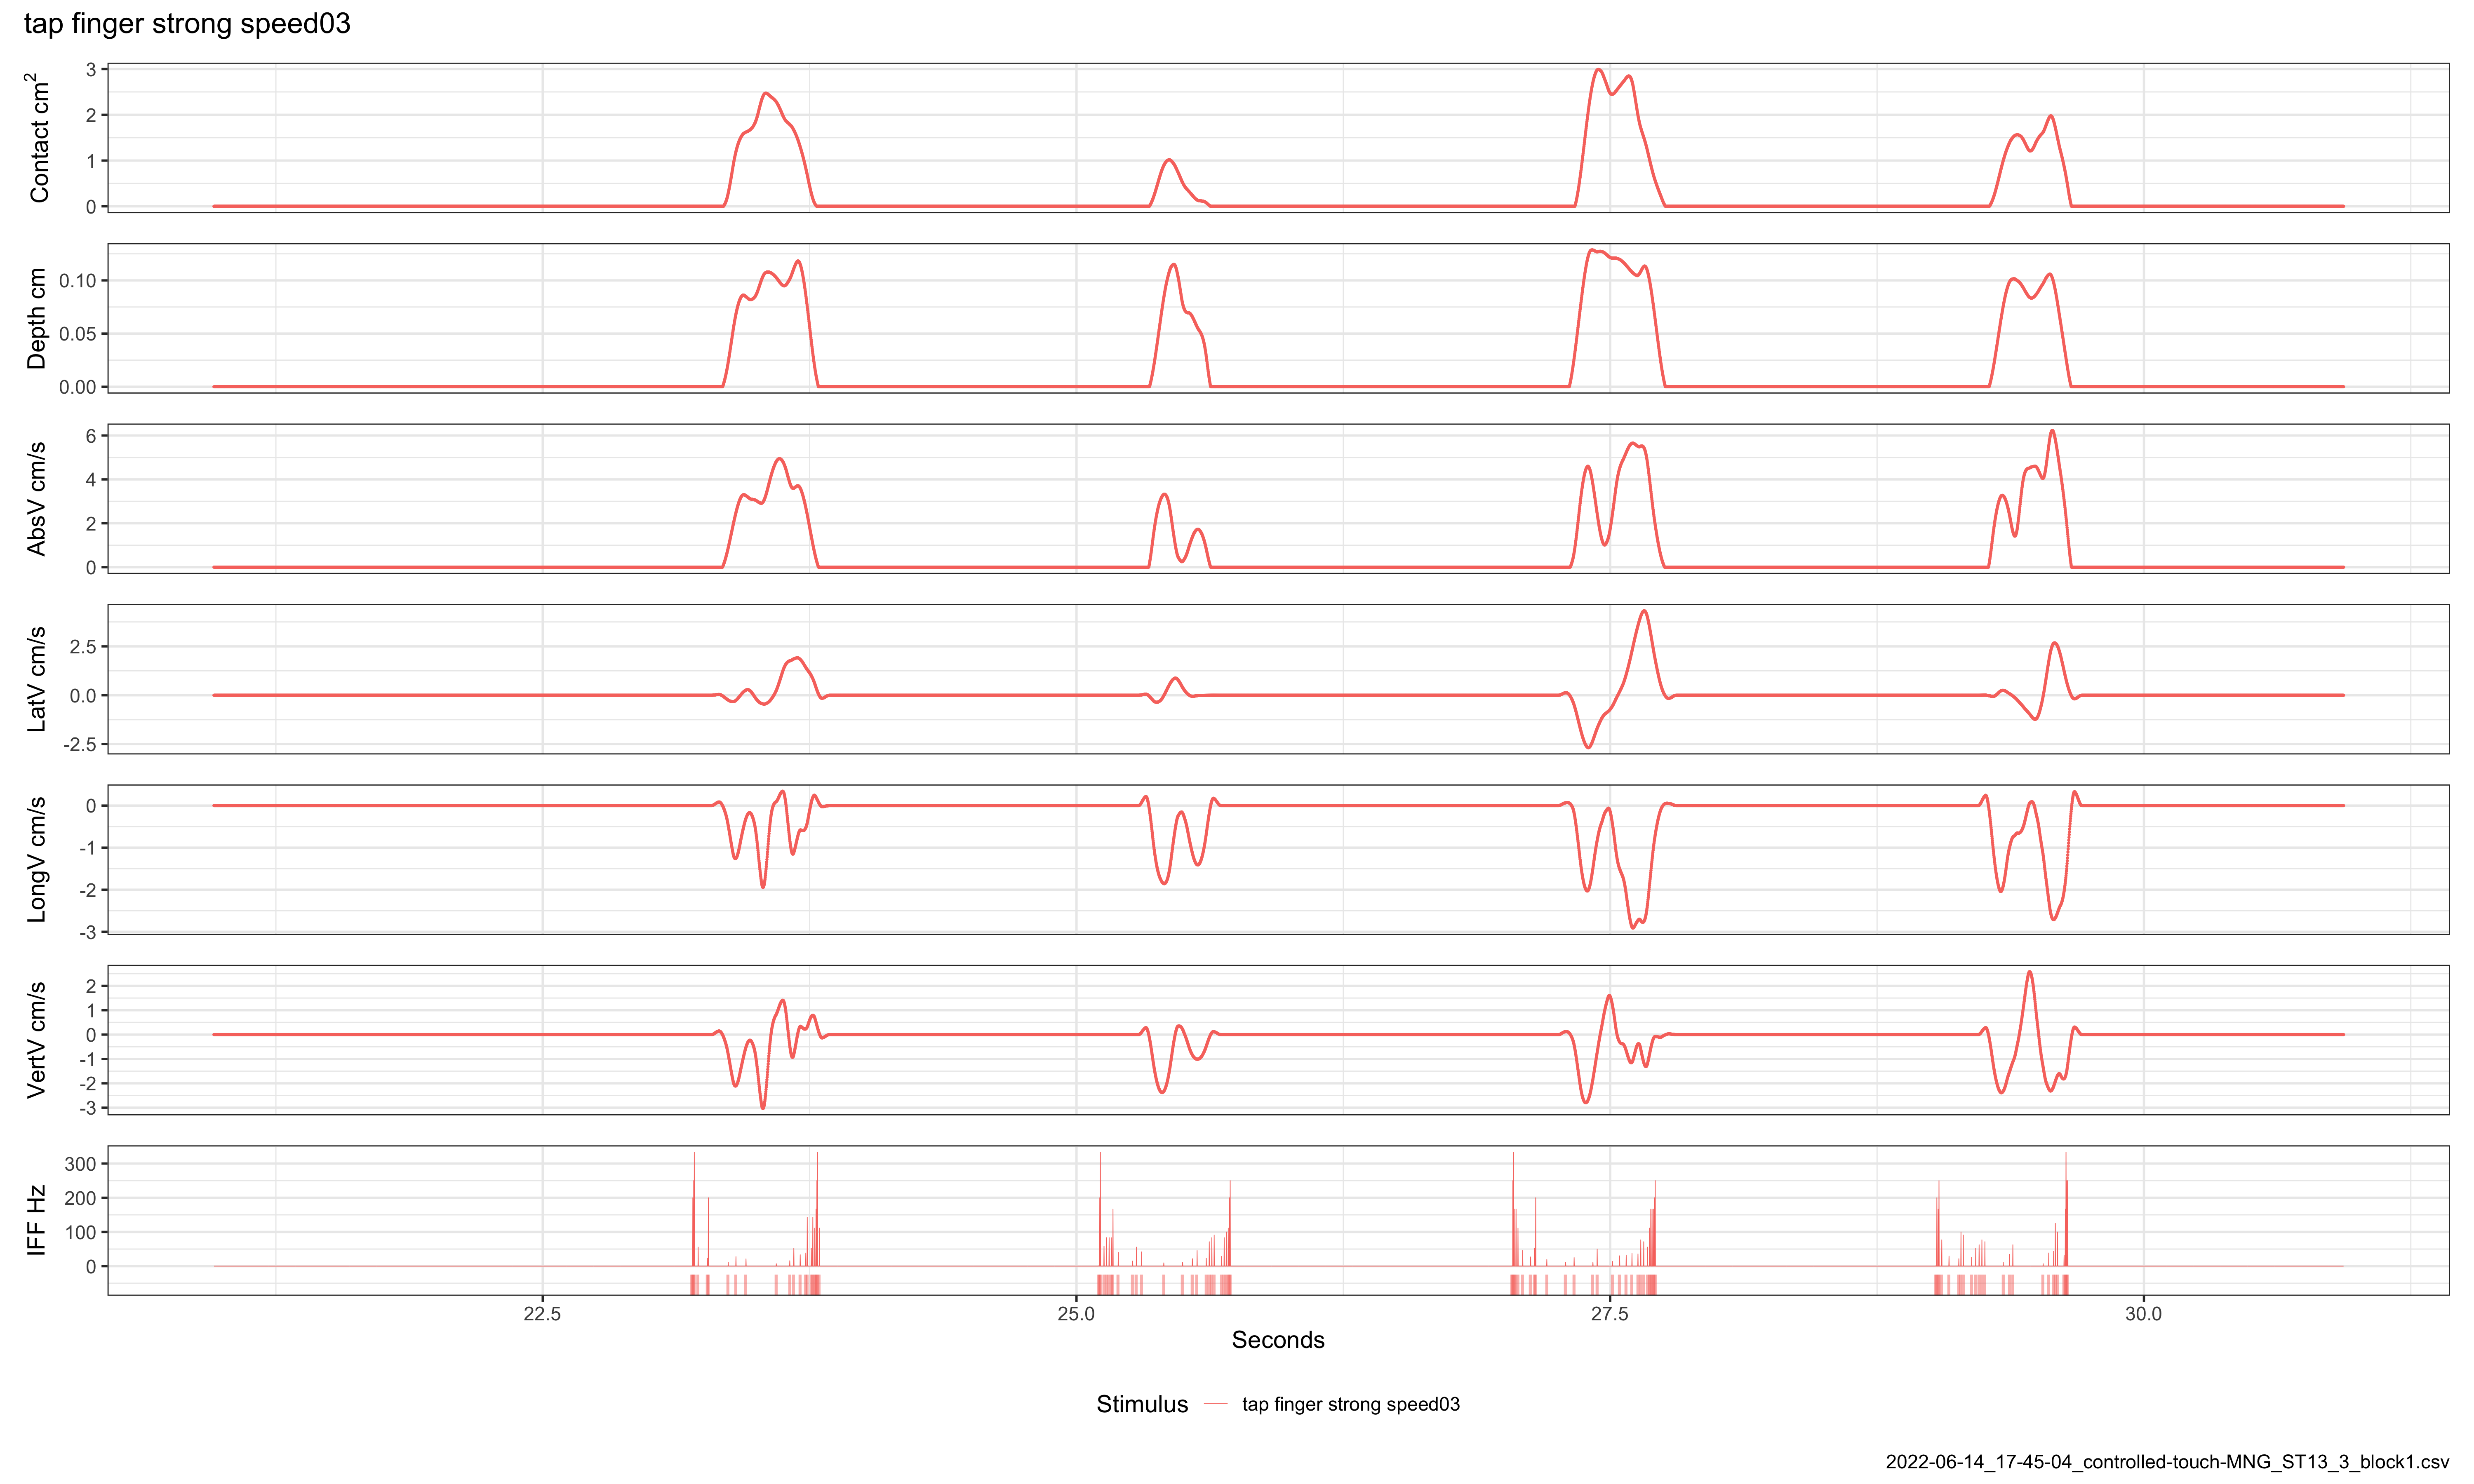 tap finger strong speed03
Contact cm²
3
2
1
0
Depth cm
0.10
0.05
0.00
AbsV cm/s
6
4
2
0
LatV cm/s
2.5
0.0
-2.5
LongV cm/s
0
-1
-2
-3
VertV cm/s
2
1
0
-1
-2
-3
IFF Hz
300
200
100
0
22.5 25.0 27.5 30.0
Seconds
Stimulus tap finger strong speed03
2022-06-14_17-45-04_controlled-touch-MNG_ST13_3_block1.csv